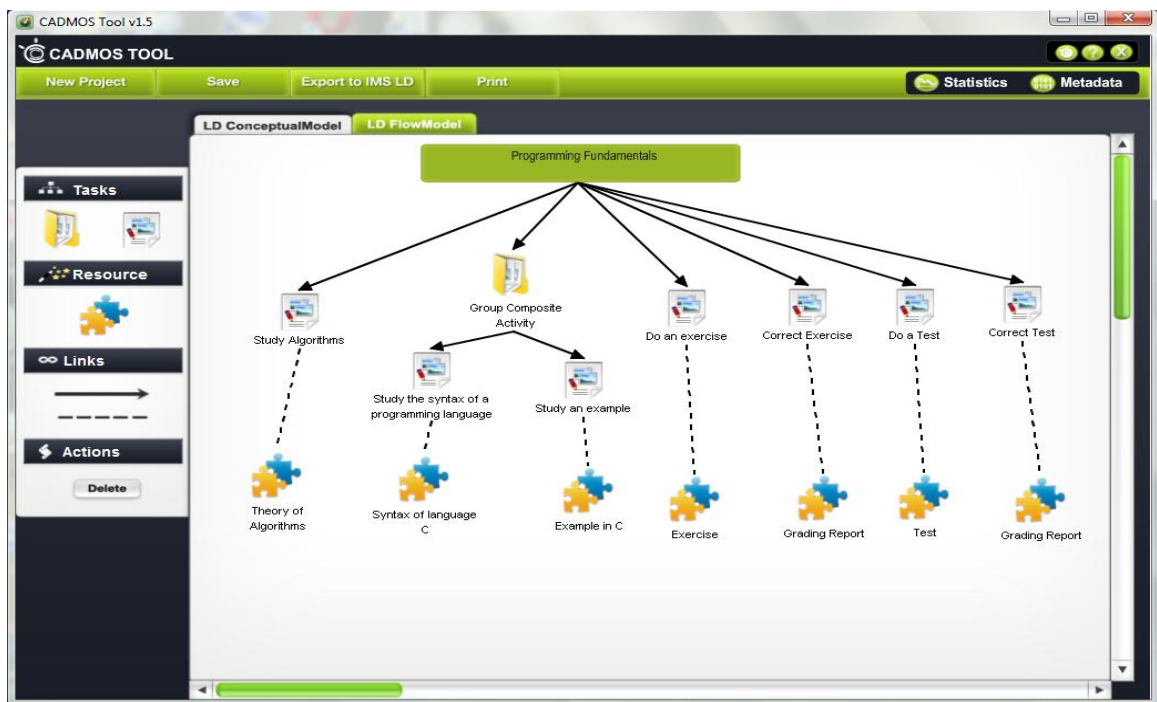 CADMOS Tool v1.5
CADMOS TOOL
New Project
Save
Export to IMS LD
Print
Statistics
Metadata
LD ConceptualModel
LD FlowModel
Tasks
Resource
Links
Actions
Delete
Programming Fundamentals
Study Algorithms
Group Composite
Activity
Do an exercise
Correct Exercise
Do a Test
Correct Test
Study the syntax of a
programming language
Study an example
Theory of
Algorithms
Syntax of language
C
Example in C
Exercise
Grading Report
Test
Grading Report